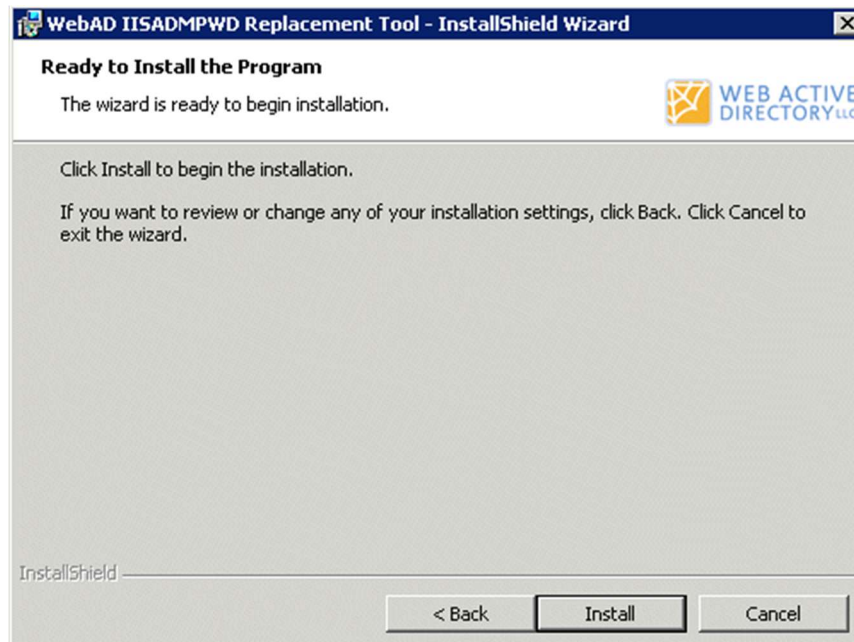 WebAD IISADMPWD Replacement Tool - InstallShield Wizard
Ready to Install the Program
The wizard is ready to begin installation.
WEB ACTIVE
DIRECTORY LLC
Click Install to begin the installation.
If you want to review or change any of your installation settings, click Back. Click Cancel to
exit the wizard.
InstallShield
< Back
Install
Cancel